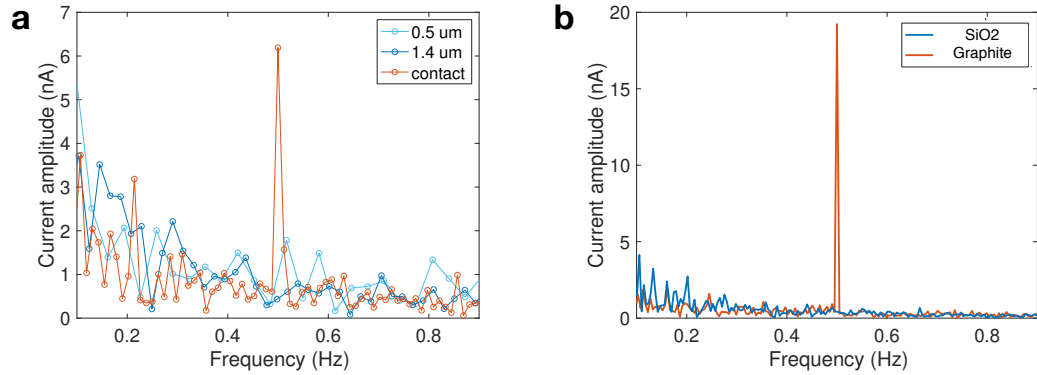 a
7
6
5
4
3
2
1
0
Current amplitude (nA)
0.2
0.4
0.6
0.8
Frequency (Hz)
0.5 um
1.4 um
contact
b
20
15
10
5
0
Current amplitude (nA)
0.2
0.4
0.6
0.8
Frequency (Hz)
SiO2
Graphite